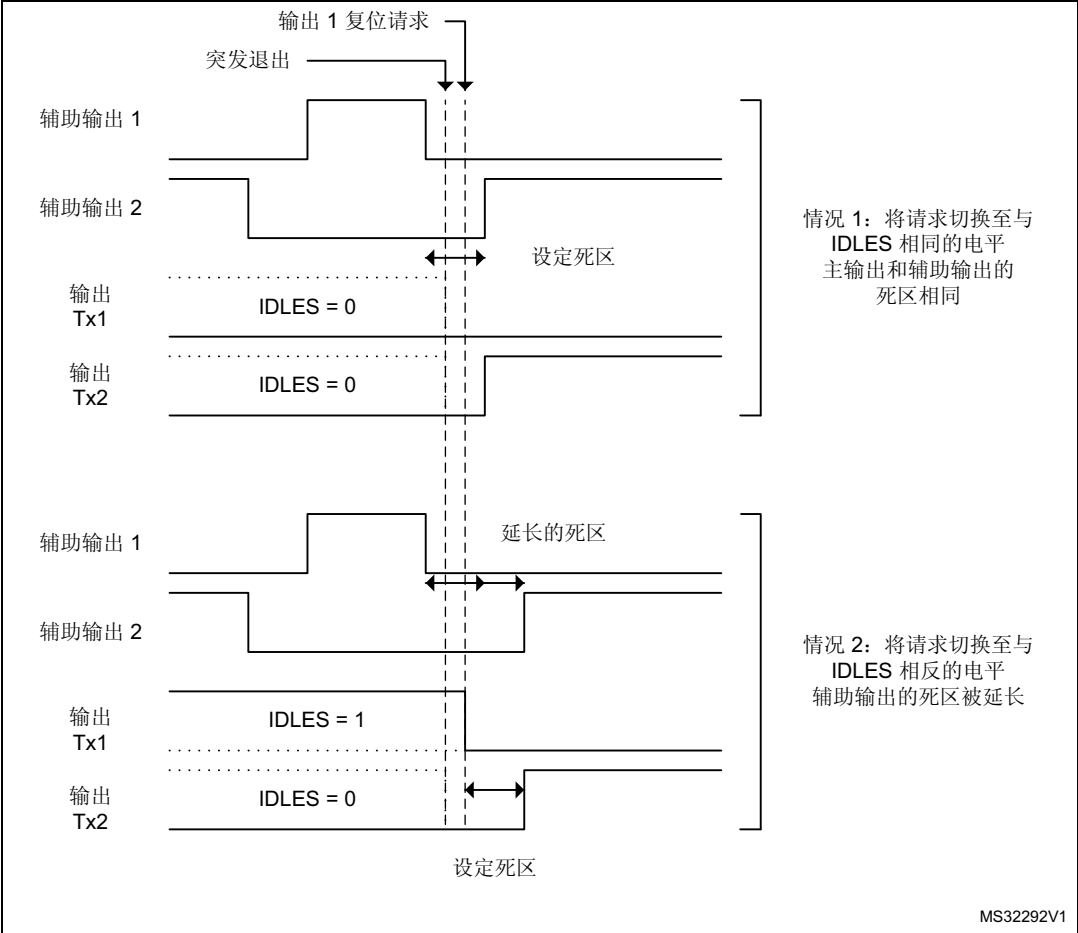 输出 1 复位请求
突发退出
辅助输出 1
辅助输出 2
设定死区
输出
Tx1
IDLES = 0
输出
Tx2
IDLES = 0
情况 1：将请求切换至与
IDLES 相同的电平
主输出和辅助输出的
死区相同
辅助输出 1
延长的死区
辅助输出 2
输出
Tx1
IDLES = 1
输出
Tx2
IDLES = 0
设定死区
情况 2：将请求切换至与
IDLES 相反的电平
辅助输出的死区被延长
MS32292V1